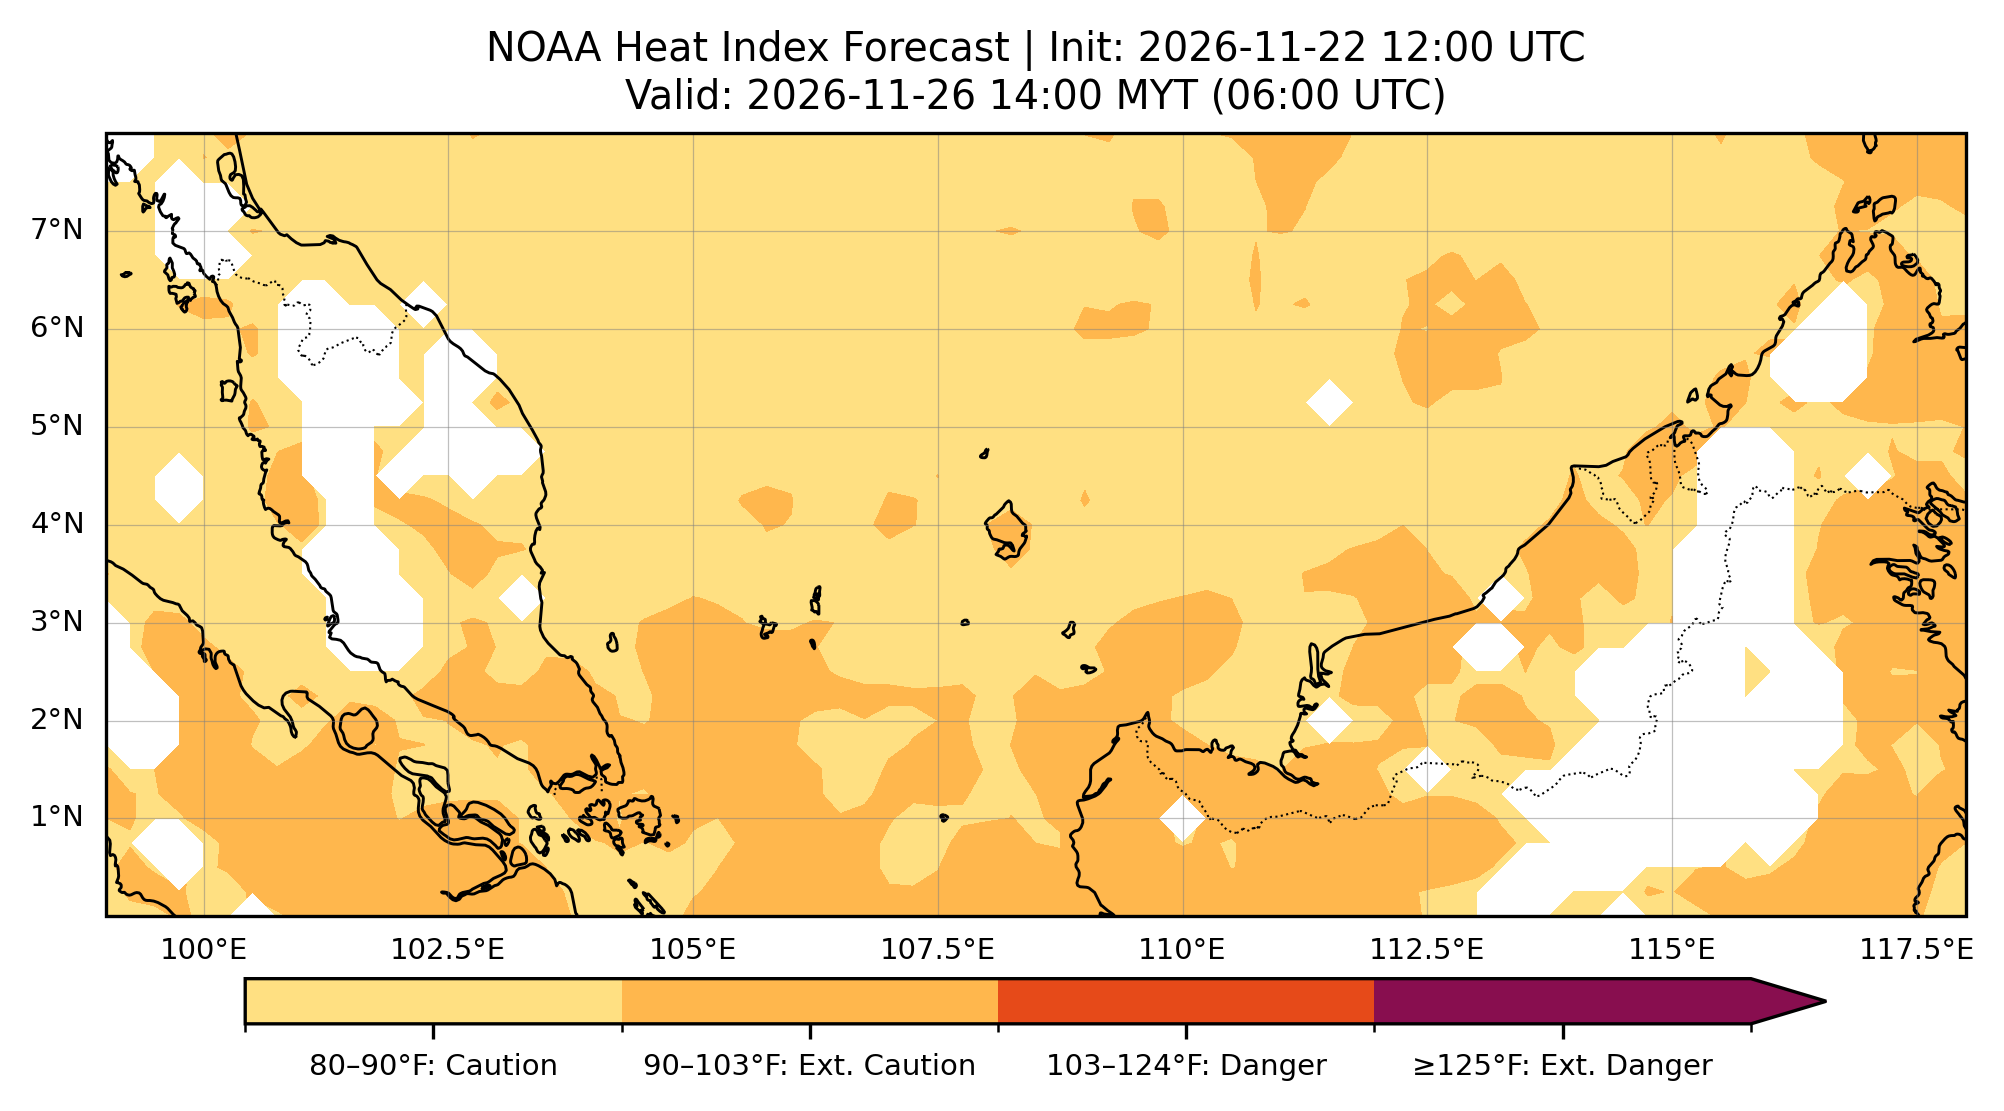 NOAA Heat Index Forecast | Init: 2026-11-22 12:00 UTC
Valid: 2026-11-26 14:00 MYT (06:00 UTC)
7°N
6°N
5°N
4°N
3°N
2°N
1°N
100°E 102.5°E 105°E 107.5°E 110°E 112.5°E 115°E 117.5°E
80–90°F: Caution 90–103°F: Ext. Caution 103–124°F: Danger ≥125°F: Ext. Danger